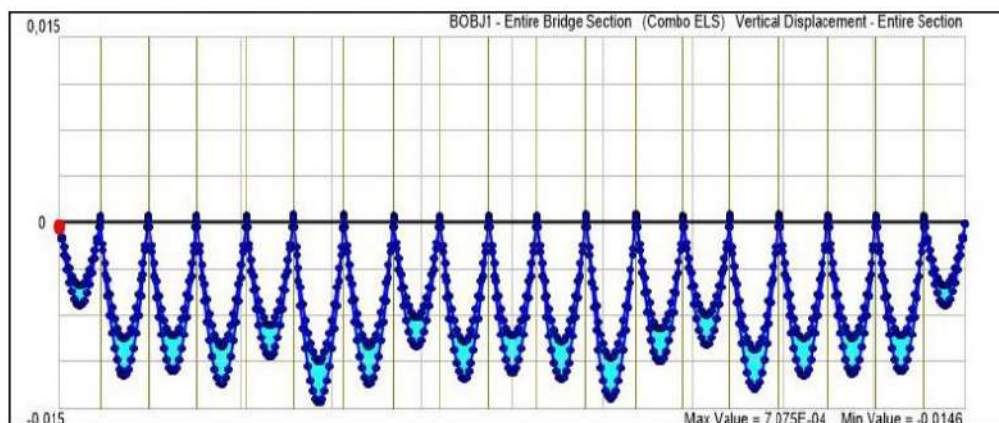 0,015
BOBJ1 - Entire Bridge Section (Combo ELS) Vertical Displacement - Entire Section
0
-0.015
Max Value = 7,075E-04 Min Value = -0,0146